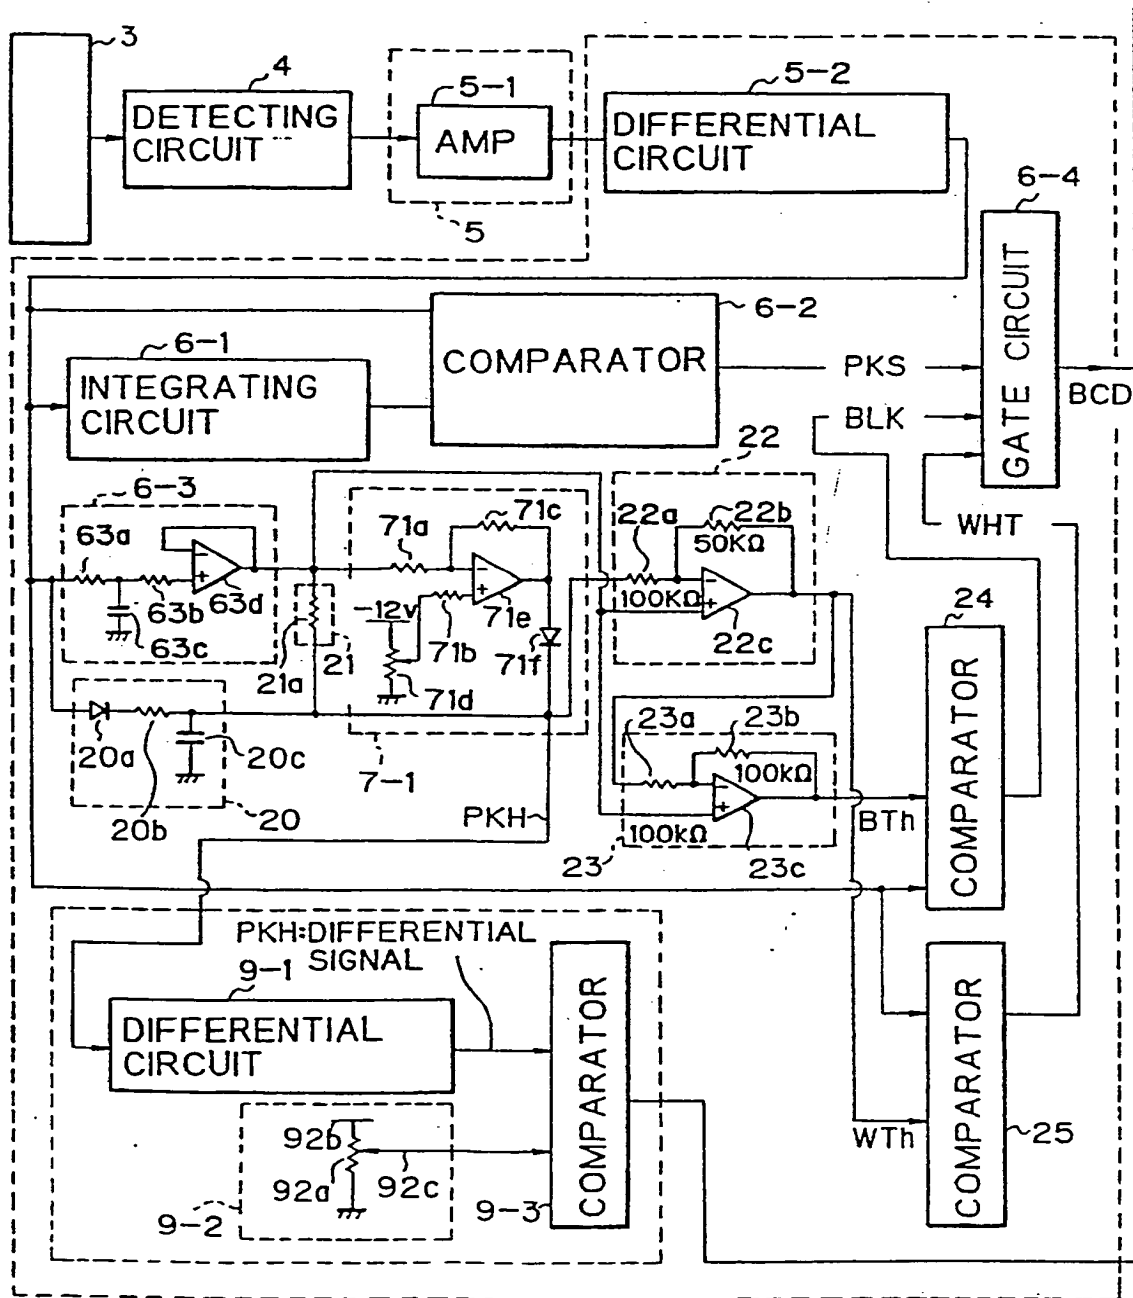 3
4
5-1
5-2
DETECTING
CIRCUIT
AMP
DIFFERENTIAL
CIRCUIT
5
6-4
6-2
6-1
INTEGRATING
CIRCUIT
COMPARATOR
PKS
BLK
WHT
GATE CIRCUIT
BCD
22
6-3
63a
63b
63c
63d
71a
71c
71b
71e
-12v
71d
71f
21a
21
7-1
22a
22b
50KΩ
100KΩ
22c
24
20a
20b
20c
20
PKH
23a
23b
100kΩ
100kΩ
23
23c
BTh
COMPARATOR
PKH:DIFFERENTIAL
SIGNAL
9-1
DIFFERENTIAL
CIRCUIT
COMPARATOR
9-3
92b
92a
92c
9-2
WTh
COMPARATOR
25